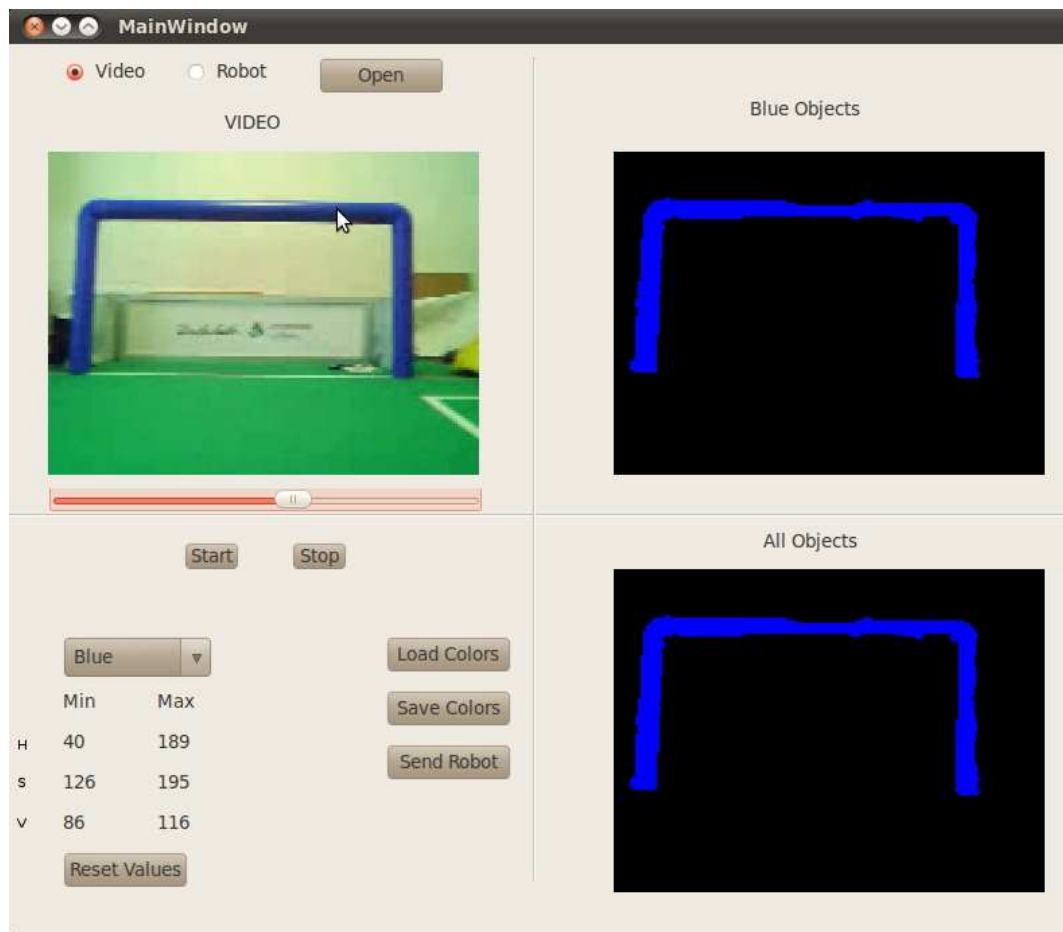 MainWindow
Video Robot Open
VIDEO
Blue Objects
Start Stop
All Objects
Blue
Min Max
H 40 189
S 126 195
V 86 116
Reset Values
Load Colors
Save Colors
Send Robot